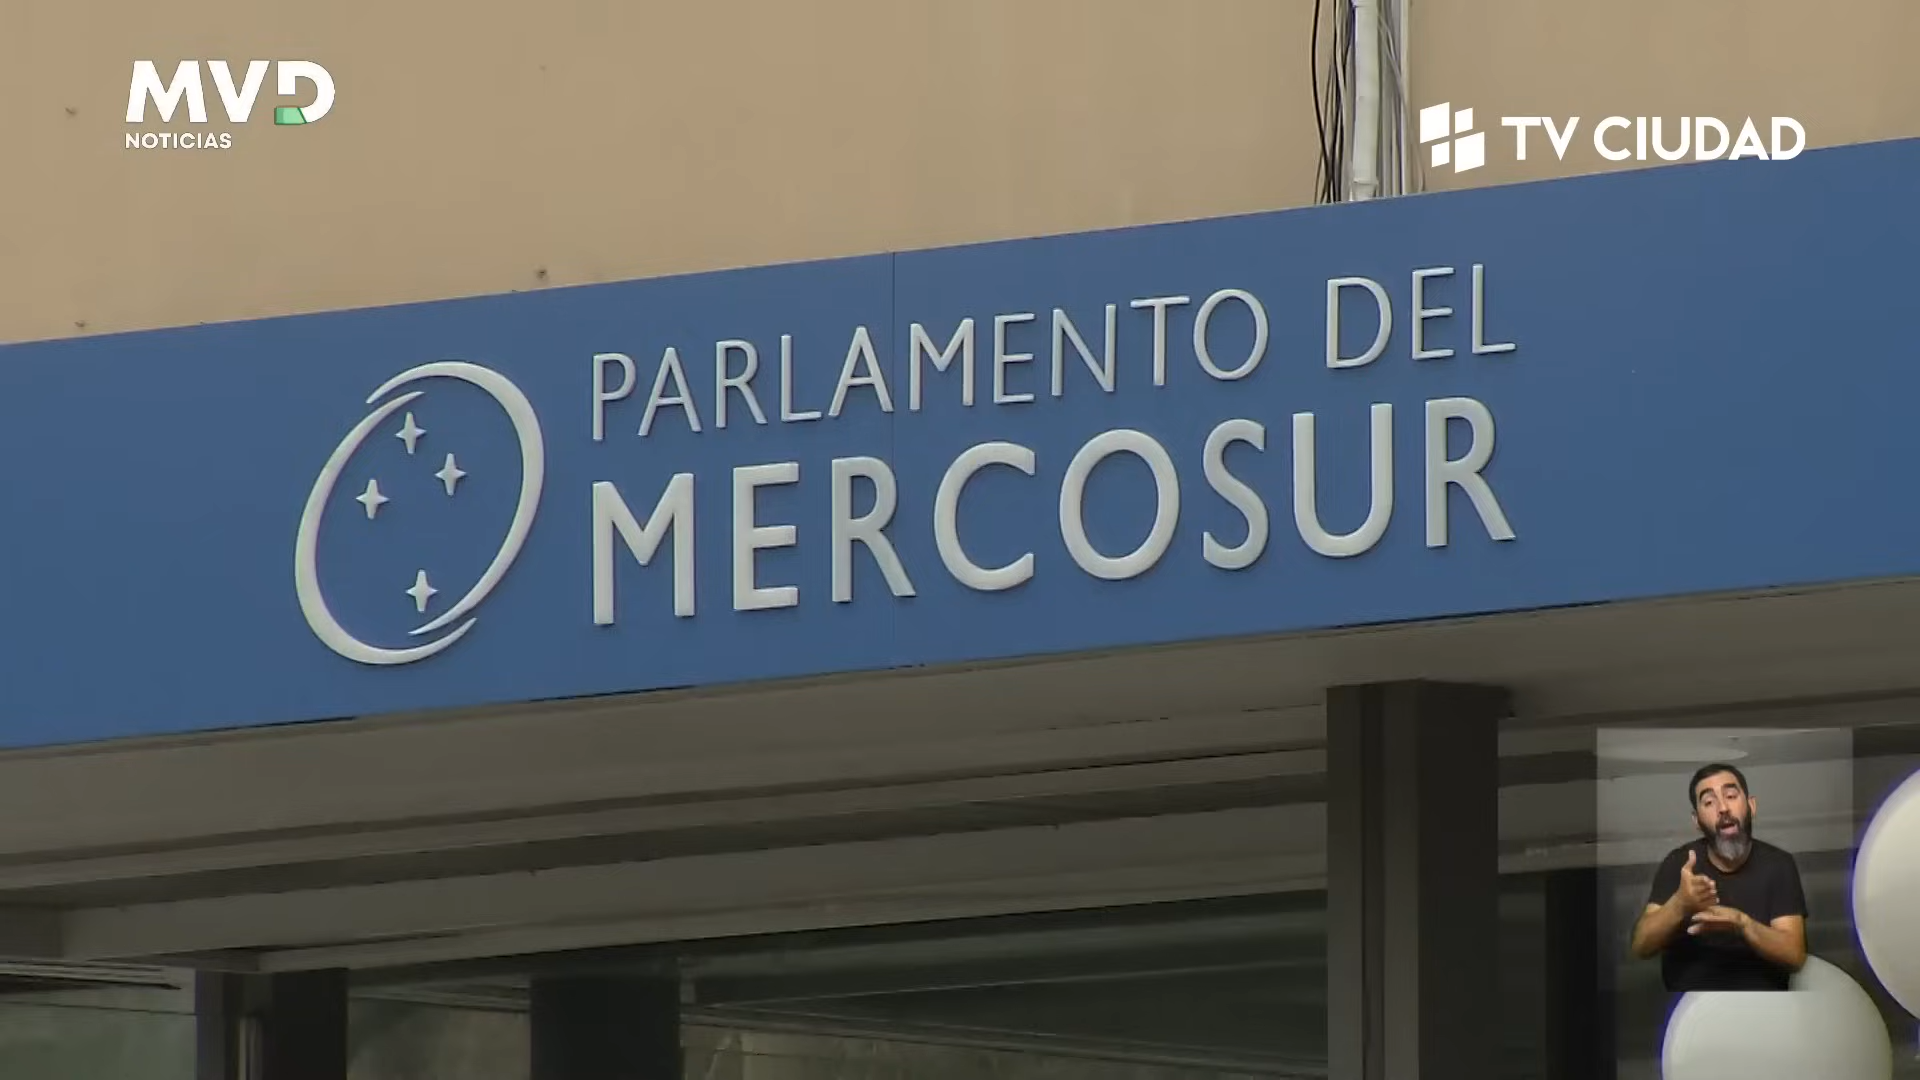 MVD
NOTICIAS
TV CIUDAD
PARLAMENTO DEL
MERCOSUR